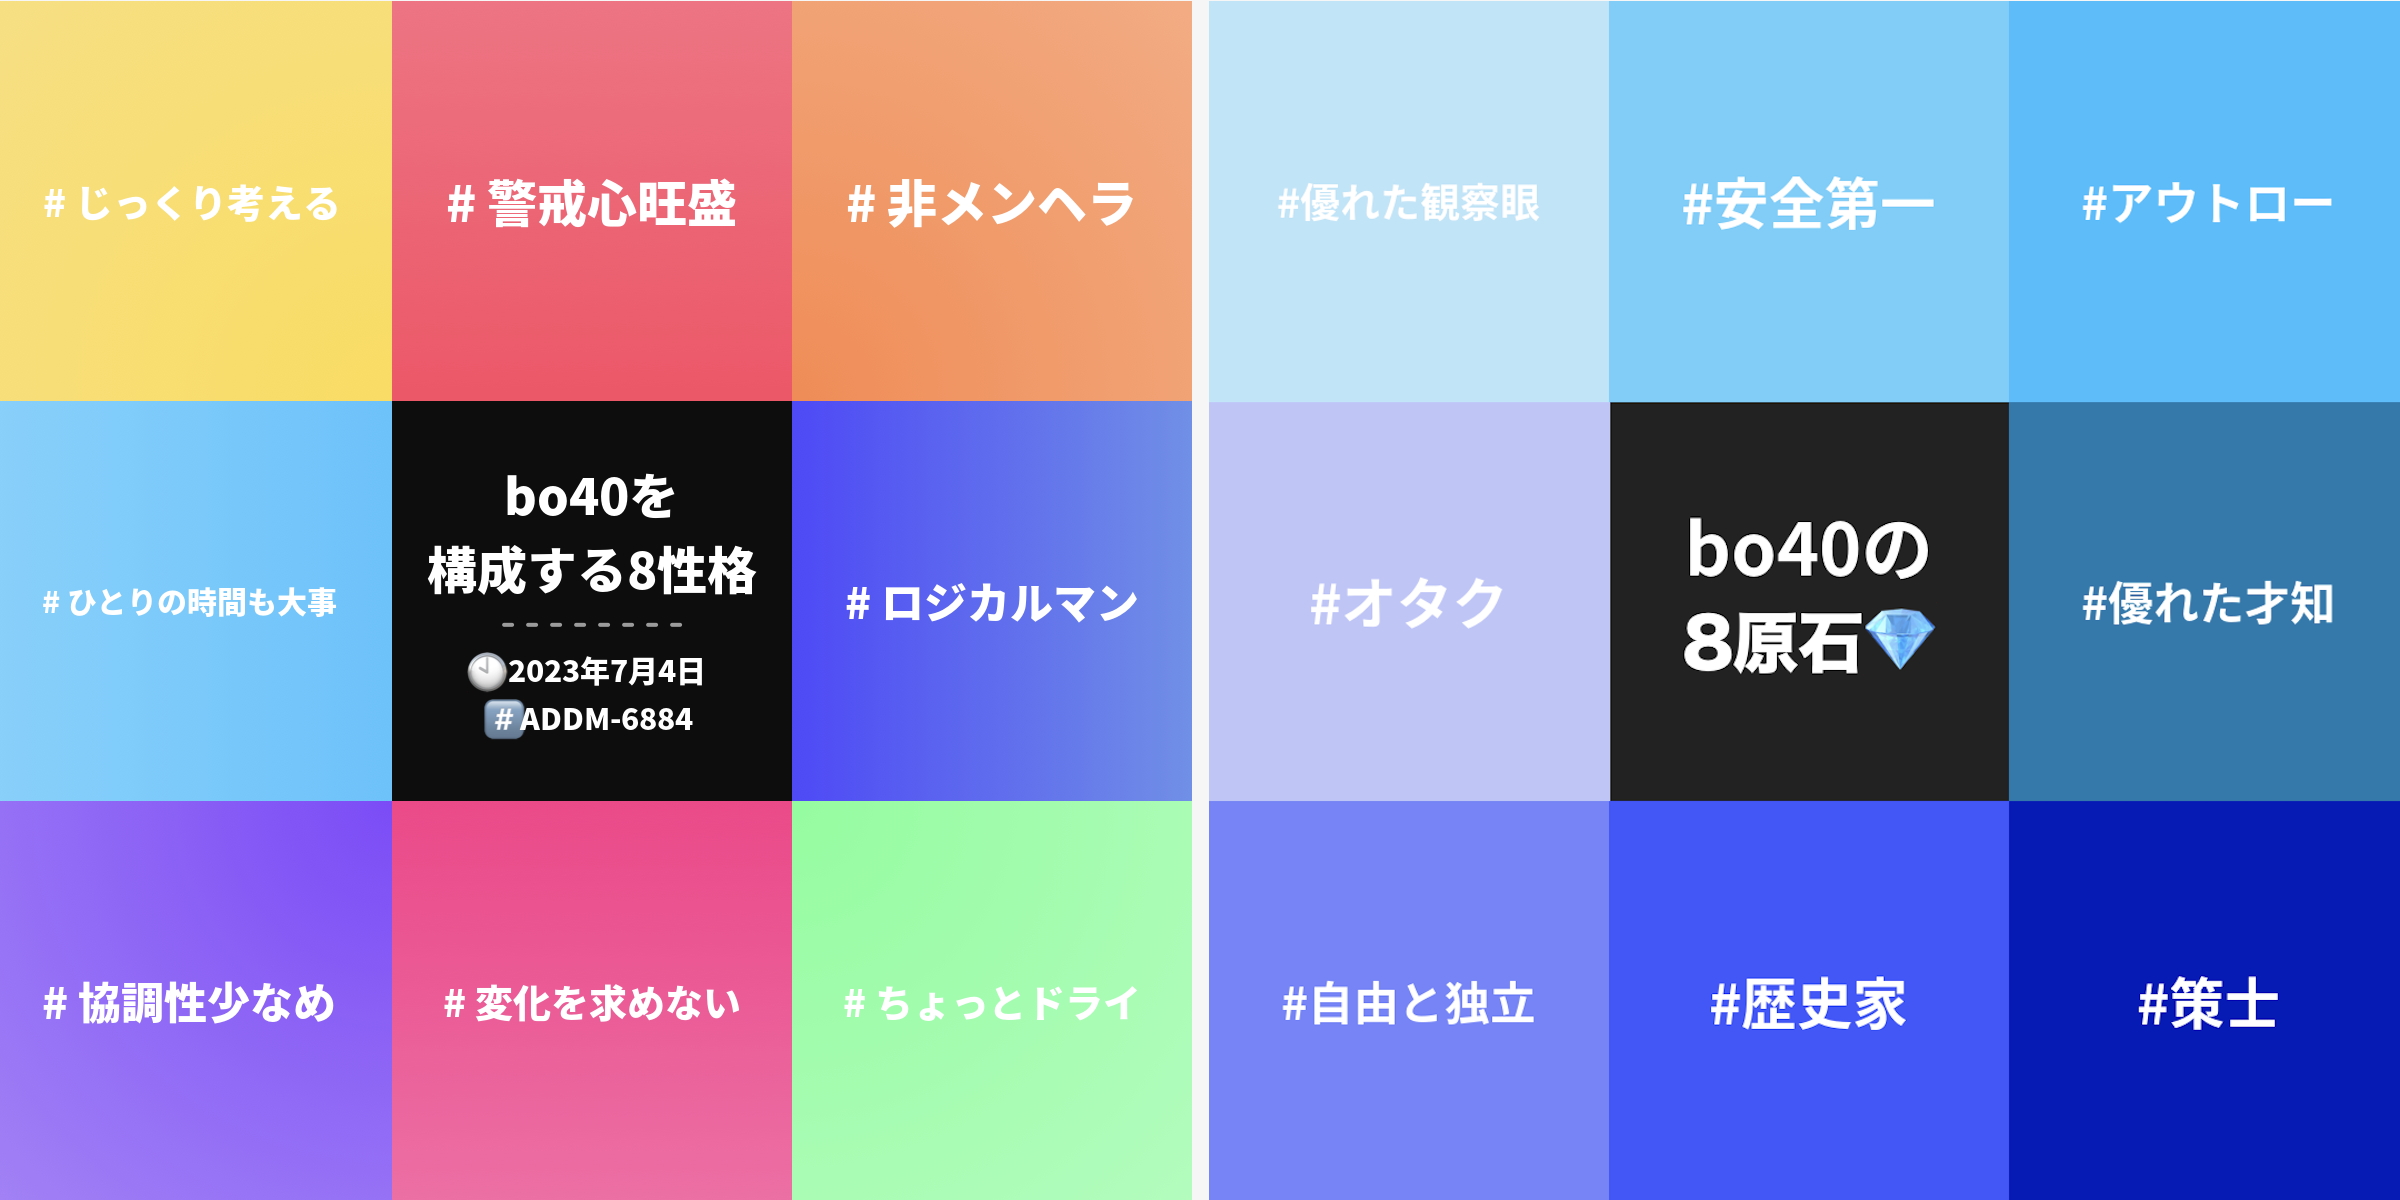 # じっくり考える
# 警戒心旺盛
# 非メンヘラ
# ひとりの時間も大事
bo40を
構成する8性格
--------
🕙2023年7月4日
#️⃣ADDM-6884
# ロジカルマン
# 協調性少なめ
# 変化を求めない
# ちょっとドライ
#優れた観察眼
#安全第一
#アウトロー
#オタク
bo40の
8原石💎
#優れた才知
#自由と独立
#歴史家
#策士